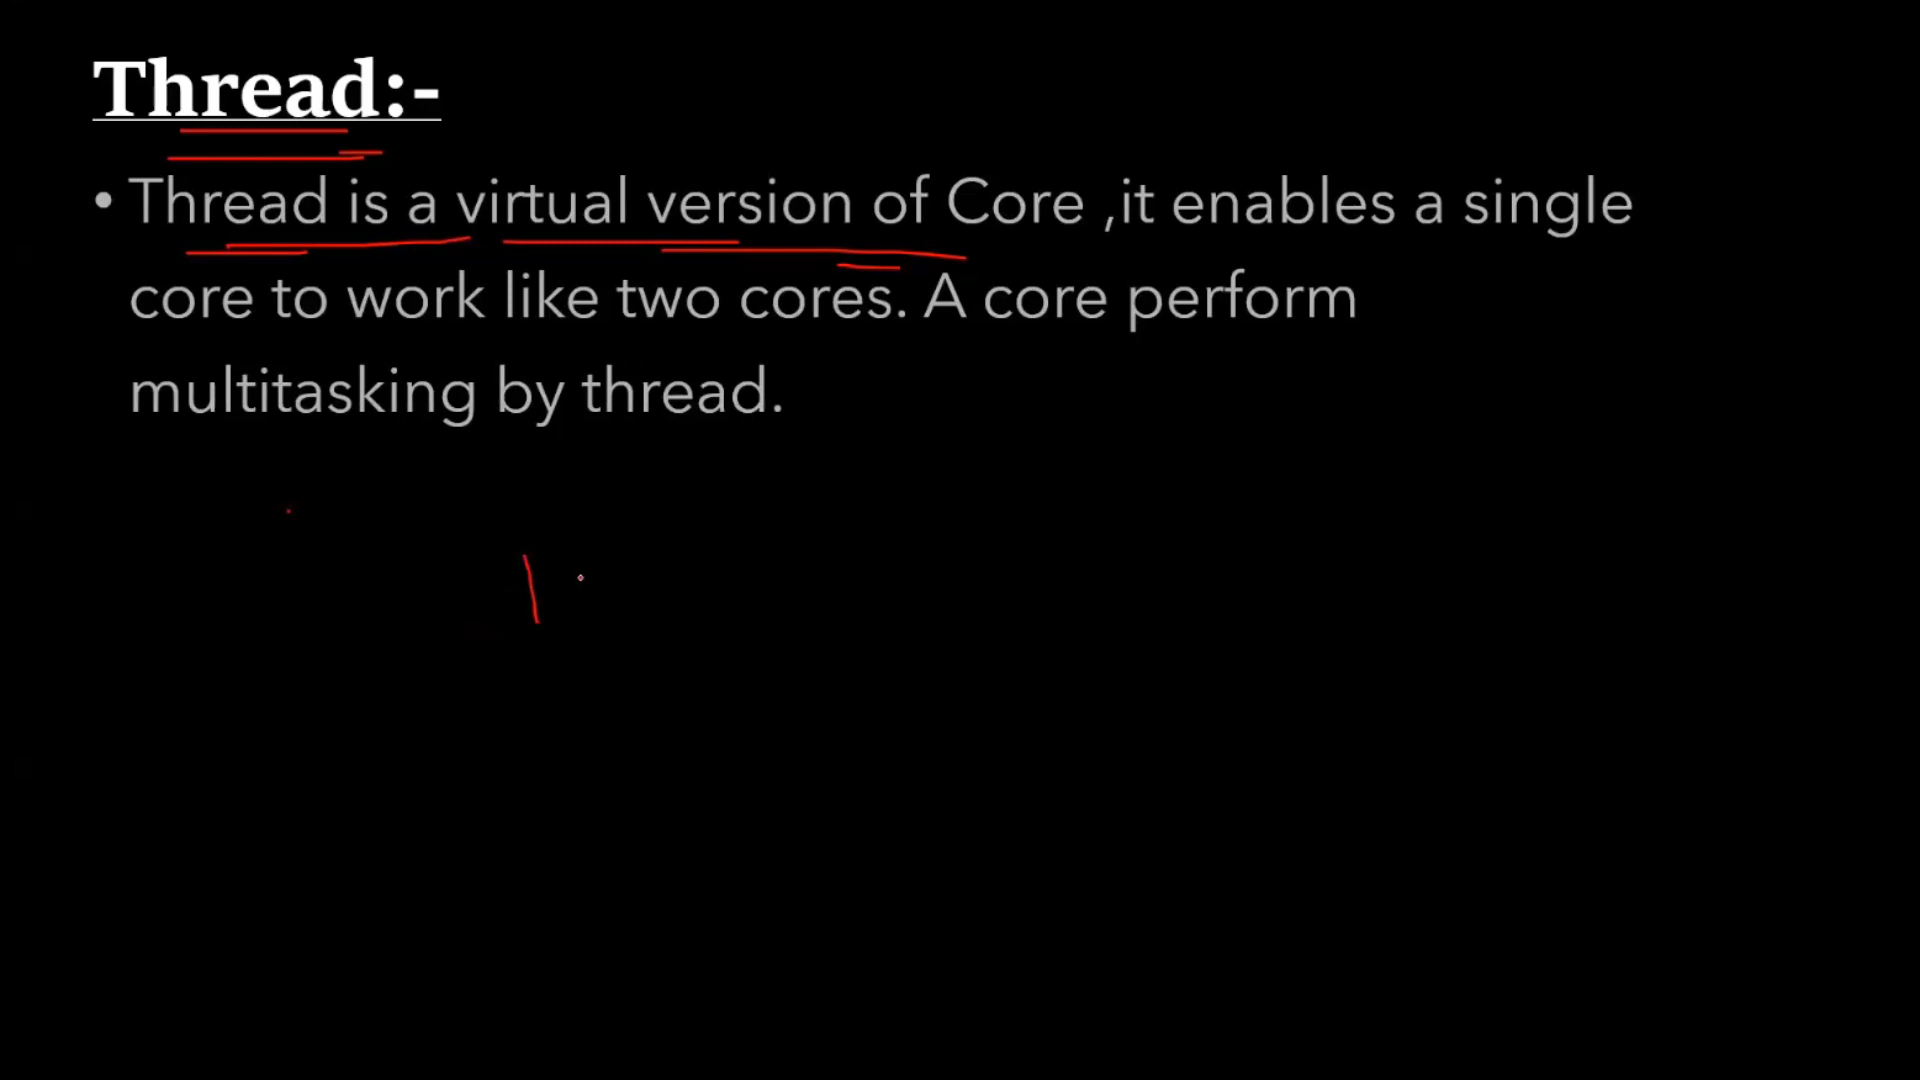 Thread:-
• Thread is a virtual version of Core ,it enables a single
core to work like two cores. A core perform
multitasking by thread.